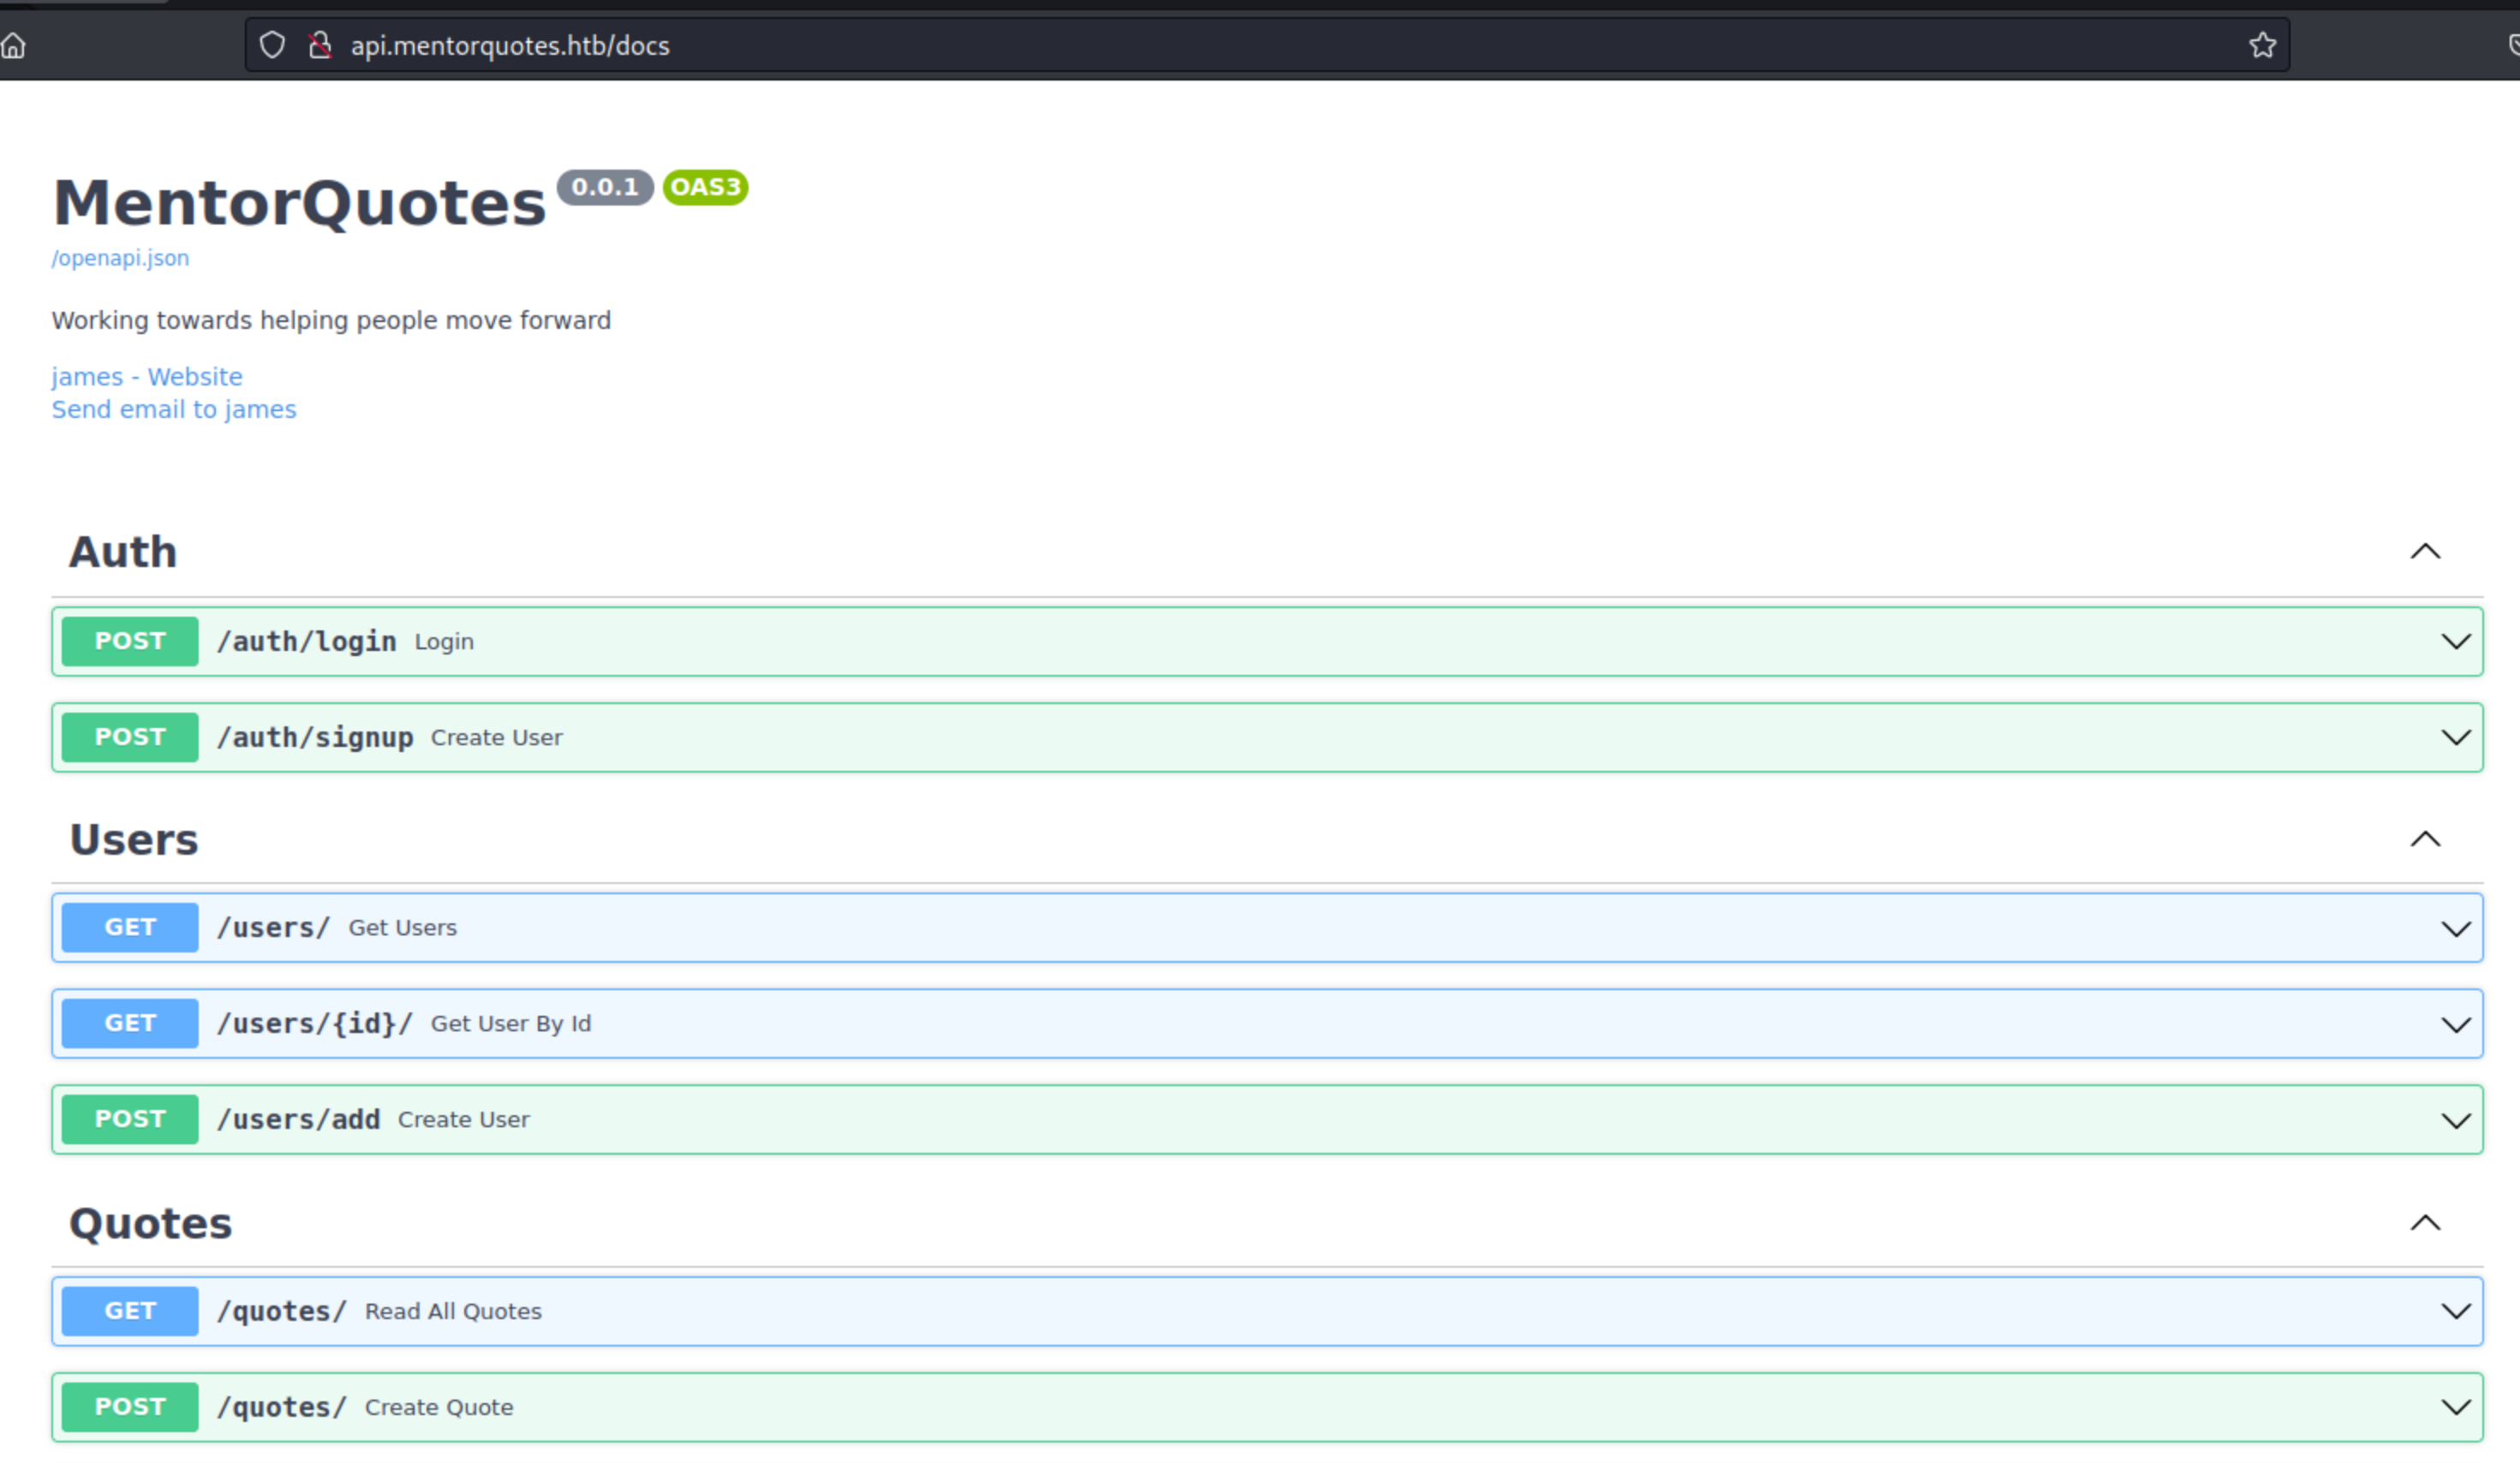 api.mentorquotes.htb/docs
MentorQuotes 0.0.1 OAS3
/openapi.json
Working towards helping people move forward
james - Website
Send email to james
Auth
POST /auth/login Login
POST /auth/signup Create User
Users
GET /users/ Get Users
GET /users/{id}/ Get User By Id
POST /users/add Create User
Quotes
GET /quotes/ Read All Quotes
POST /quotes/ Create Quote